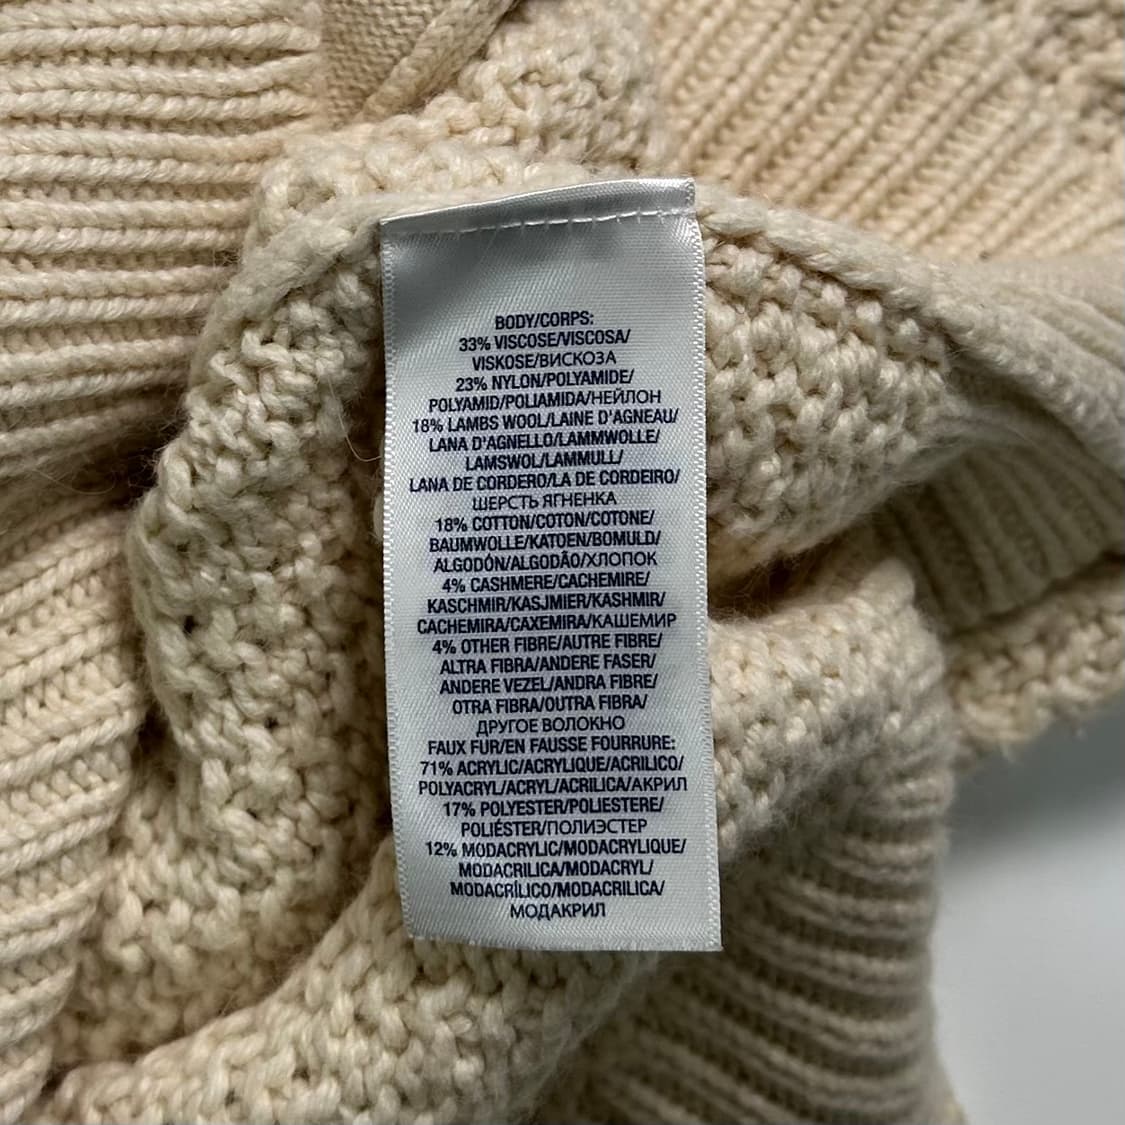 BODY/CORPS:
33% VISCOSE/VISCOSA/
VISKOSE/ВИСКОЗА
23% NYLON/POLYAMIDE/
POLYAMID/POLIAMIDA/НЕЙЛОН
18% LAMBS WOOL/LAINE D'AGNEAU/
LANA D'AGNELLO/LAMMWOLLE/
LAMSWOL/LAMMULL/
LANA DE CORDERO/LA DE CORDEIRO/
ШЕРСТЬ ЯГНЕНКА
18% COTTON/COTON/COTONE/
BAUMWOLLE/KATOEN/BOMULD/
ALGODÓN/ALGODÃO/ХЛОПОК
4% CASHMERE/CACHEMIRE/
KASCHMIR/KASJMIER/KASHMIR/
CACHEMIRA/CAXEMIRA/КАШЕМИР
4% OTHER FIBRE/AUTRE FIBRE/
ALTRA FIBRA/ANDERE FASER/
ANDERE VEZEL/ANDRA FIBRE/
OTRA FIBRA/OUTRA FIBRA/
ДРУГОЕ ВОЛОКНО
FAUX FUR/EN FAUSSE FOURRURE:
71% ACRYLIC/ACRYLIQUE/ACRILICO/
POLYACRYL/ACRYL/ACRILICA/АКРИЛ
17% POLYESTER/POLIESTERE/
POLIÉSTER/ПОЛИЭСТЕР
12% MODACRYLIC/MODACRYLIQUE/
MODACRILICA/MODACRYL/
MODACRÍLICO/MODACRILICA/
МОДАКРИЛ